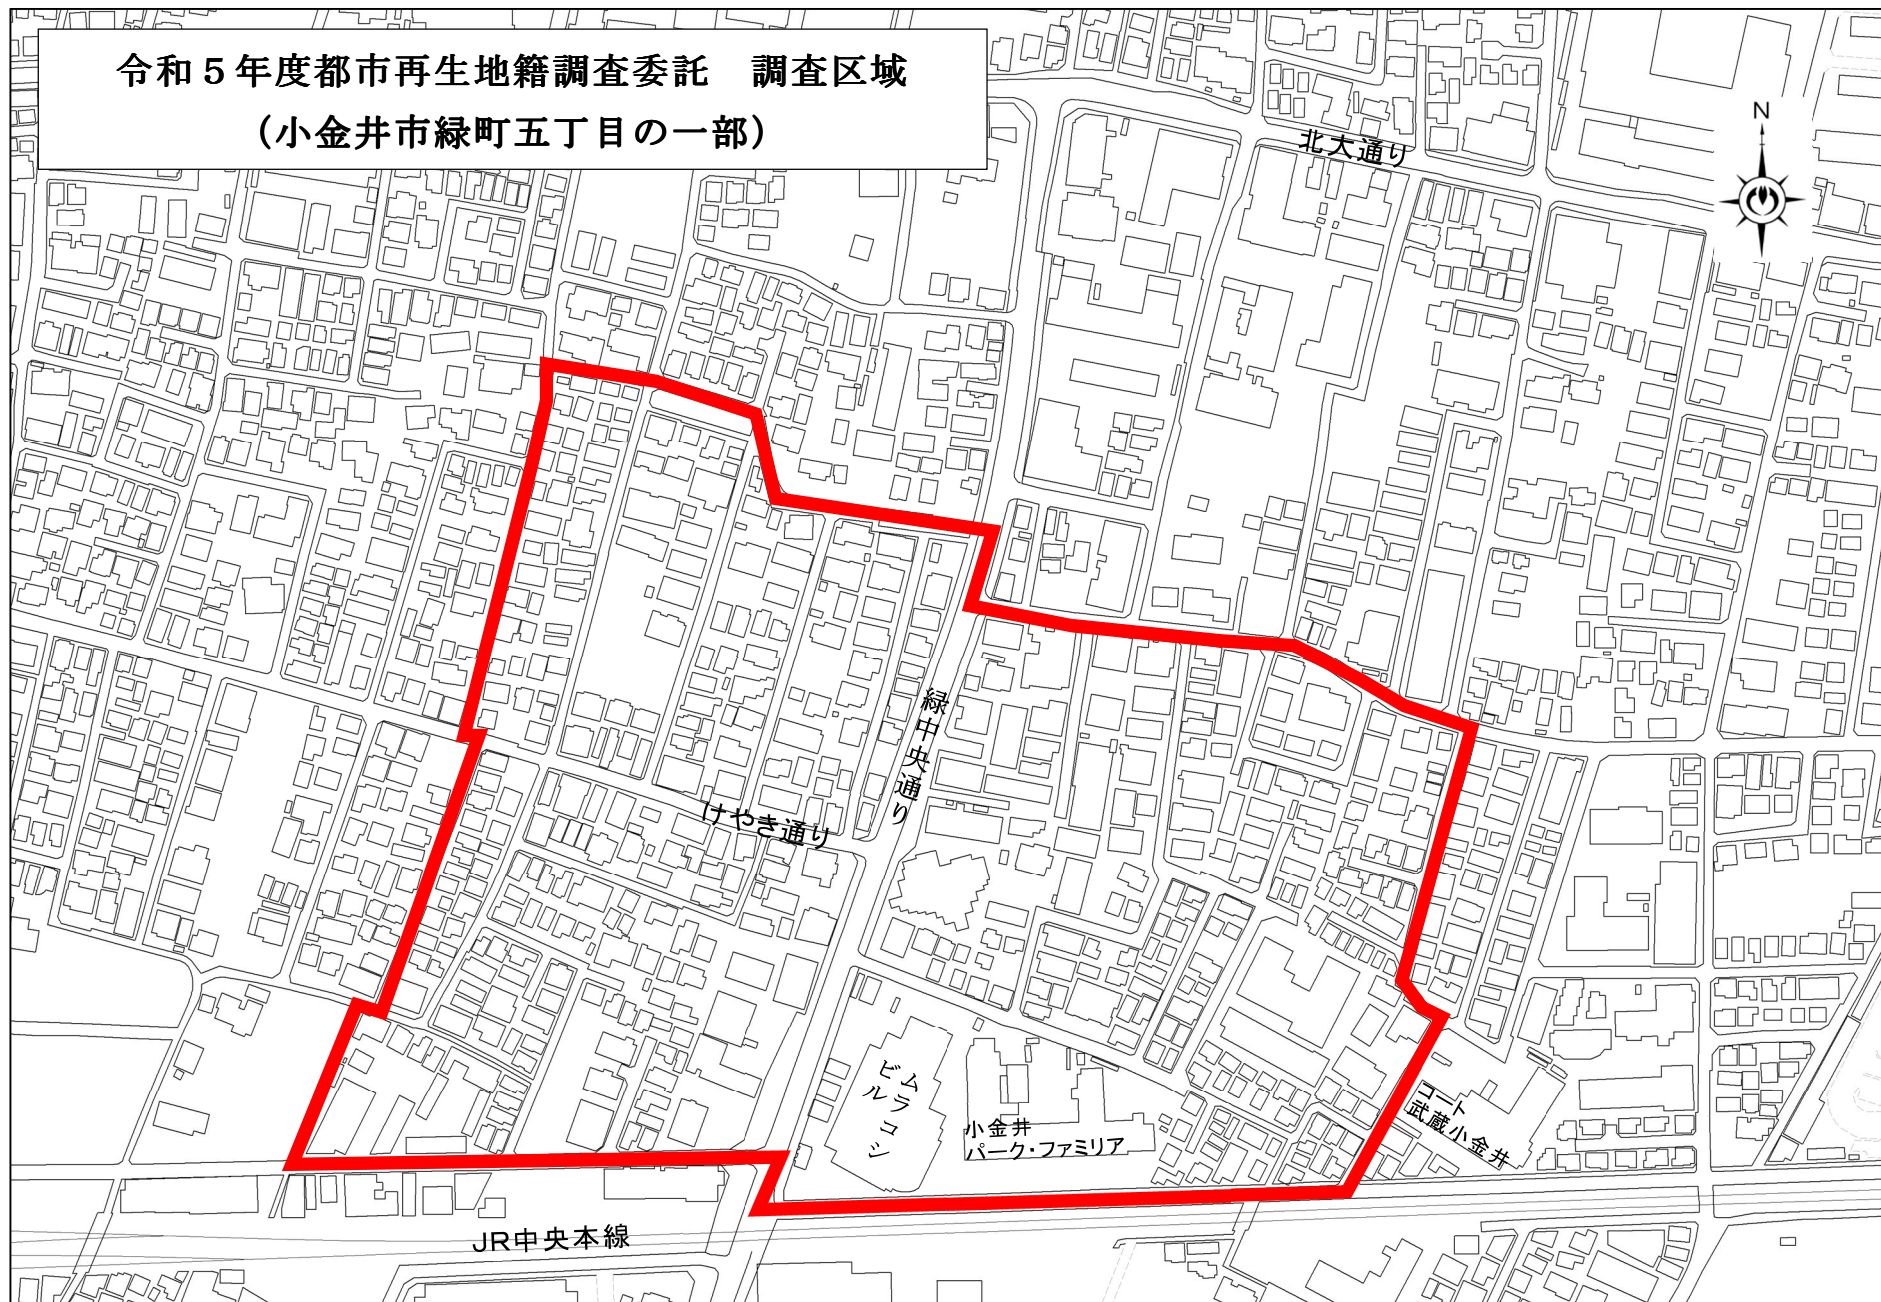 令和５年度都市再生地籍調査委託　調査区域
（小金井市緑町五丁目の一部）
N
北大通り
緑中央通り
けやき通り
ムラコシ
ビル
小金井
パーク・ファミリア
コート
武蔵小金井
JR中央本線